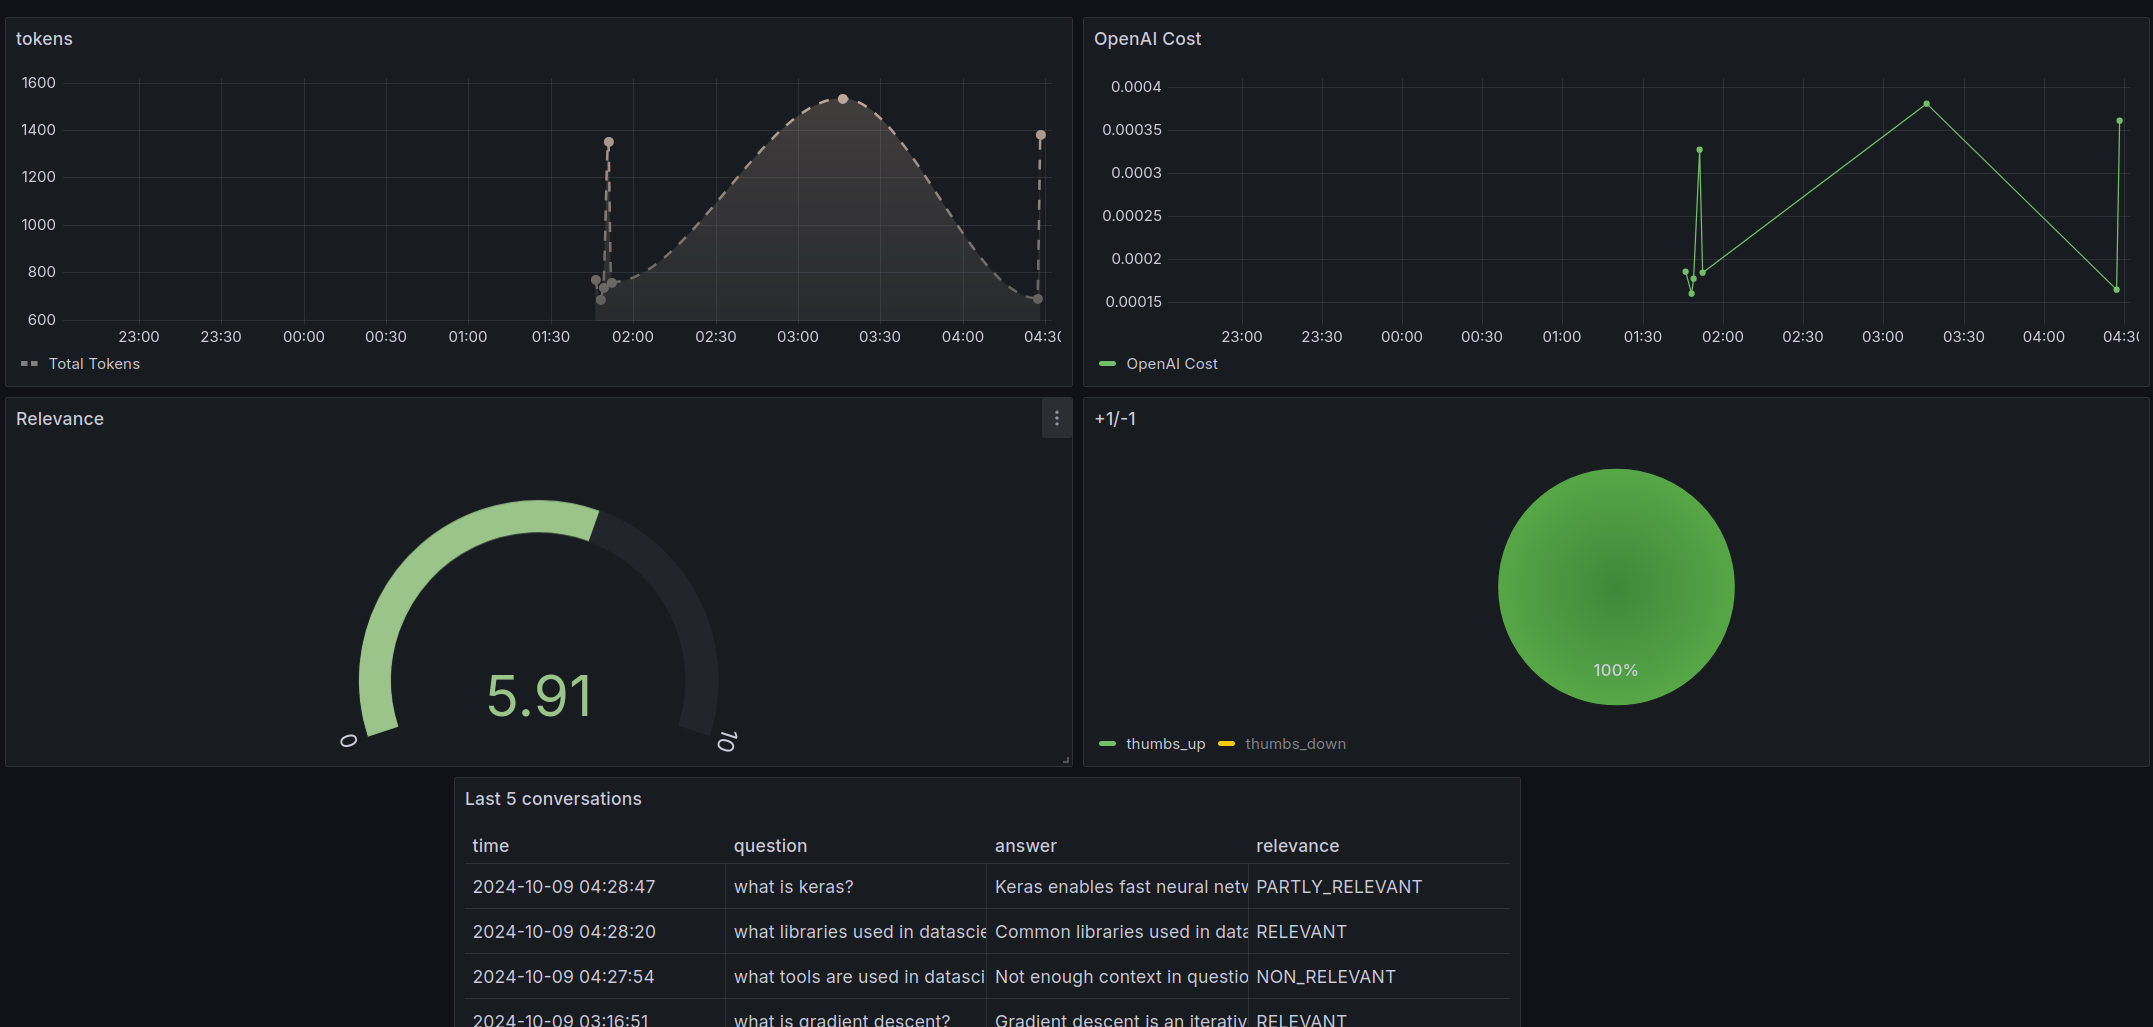 tokens
1600
1400
1200
1000
800
600
23:00 23:30 00:00 00:30 01:00 01:30 02:00 02:30 03:00 03:30 04:00 04:30
Total Tokens
OpenAI Cost
0.0004
0.00035
0.0003
0.00025
0.0002
0.00015
23:00 23:30 00:00 00:30 01:00 01:30 02:00 02:30 03:00 03:30 04:00 04:30
OpenAI Cost
Relevance
5.91
0 10
+1/-1
100%
thumbs_up thumbs_down
Last 5 conversations
time question answer relevance
2024-10-09 04:28:47 what is keras? Keras enables fast neural netw PARTLY_RELEVANT
2024-10-09 04:28:20 what libraries used in datascie Common libraries used in data RELEVANT
2024-10-09 04:27:54 what tools are used in datasci Not enough context in questio NON_RELEVANT
2024-10-09 03:16:51 what is gradient descent? Gradient descent is an iterativ RELEVANT